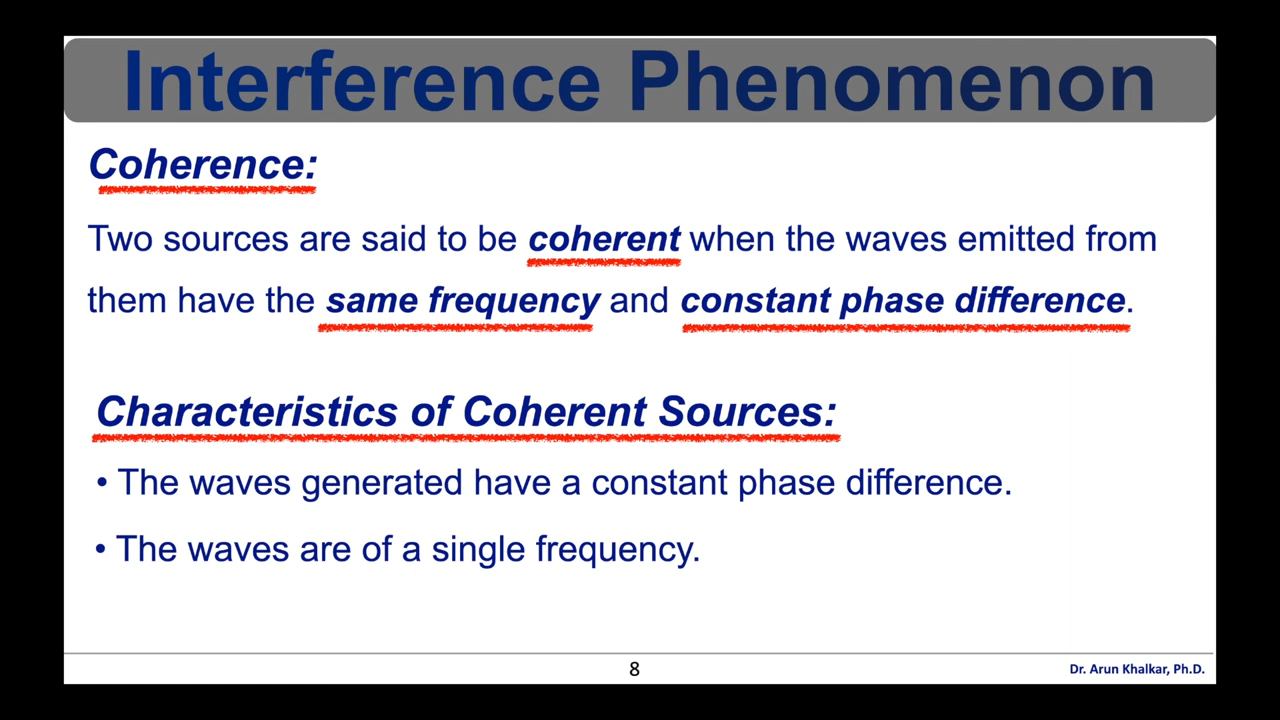 Interference Phenomenon
Coherence:
Two sources are said to be coherent when the waves emitted from
them have the same frequency and constant phase difference.
Characteristics of Coherent Sources:
• The waves generated have a constant phase difference.
• The waves are of a single frequency.
8
Dr. Arun Khalkar, Ph.D.